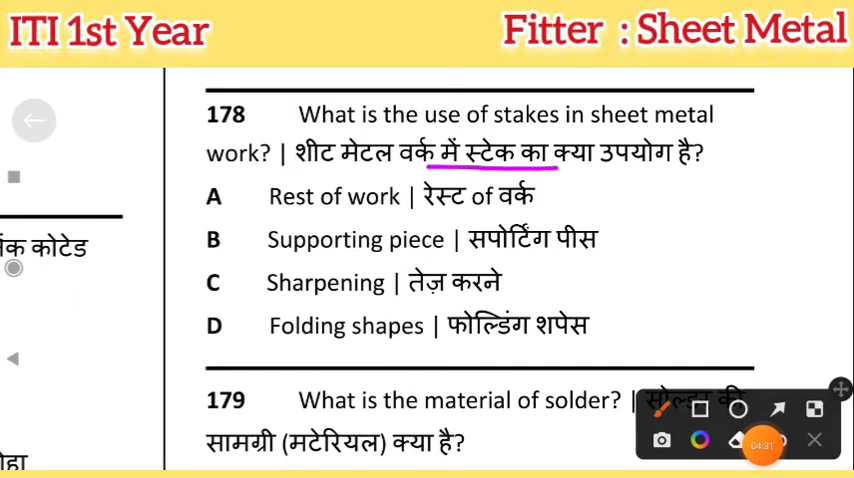 ITI 1st Year
Fitter : Sheet Metal
178 What is the use of stakes in sheet metal
work? | शीट मेटल वर्क में स्टेक का क्या उपयोग है?
A Rest of work | रेस्ट of वर्क
B Supporting piece | सपोर्टिंग पीस
C Sharpening | तेज़ करने
D Folding shapes | फोल्डिंग शपेस
कोटेड
179 What is the material of solder? | सोल्डर की
सामग्री (मटेरियल) क्या है?
04:31